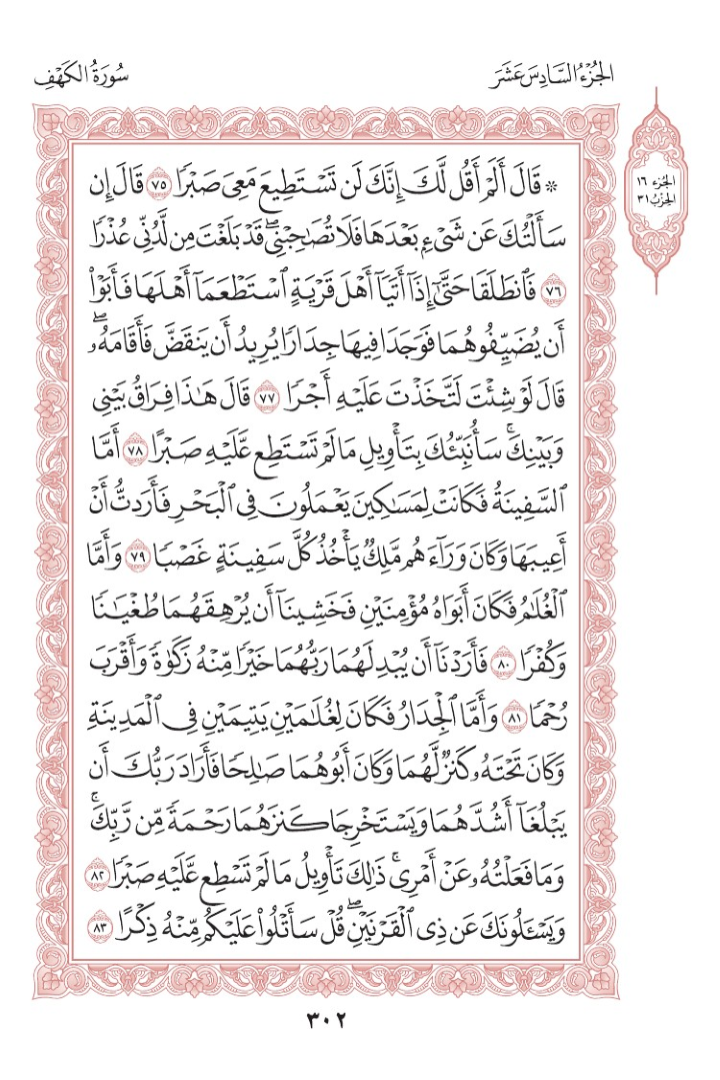 الجُزْءُ السَّادِسَ عَشَرَ
سُورَةُ الكَهْفِ
الجزء ١٦
الحِزْب ٣١
۞ قَالَ أَلَمْ أَقُل لَّكَ إِنَّكَ لَن تَسْتَطِيعَ مَعِيَ صَبْرًا ٧٥ قَالَ إِن
سَأَلْتُكَ عَن شَيْءٍۭ بَعْدَهَا فَلَا تُصَٰحِبْنِيۖ قَدْ بَلَغْتَ مِن لَّدُنِّي عُذْرًا
٧٦ فَٱنطَلَقَا حَتَّىٰٓ إِذَآ أَتَيَآ أَهْلَ قَرْيَةٍ ٱسْتَطْعَمَآ أَهْلَهَا فَأَبَوْا۟
أَن يُضَيِّفُوهُمَا فَوَجَدَا فِيهَا جِدَارًا يُرِيدُ أَن يَنقَضَّ فَأَقَامَهُۥۖ
قَالَ لَوْ شِئْتَ لَتَّخَذْتَ عَلَيْهِ أَجْرًا ٧٧ قَالَ هَٰذَا فِرَاقُ بَيْنِي
وَبَيْنِكَۚ سَأُنَبِّئُكَ بِتَأْوِيلِ مَا لَمْ تَسْتَطِع عَّلَيْهِ صَبْرًا ٧٨ أَمَّا
ٱلسَّفِينَةُ فَكَانَتْ لِمَسَٰكِينَ يَعْمَلُونَ فِي ٱلْبَحْرِ فَأَرَدتُّ أَنْ
أَعِيبَهَا وَكَانَ وَرَآءَهُم مَّلِكٌ يَأْخُذُ كُلَّ سَفِينَةٍ غَصْبًا ٧٩ وَأَمَّا
ٱلْغُلَٰمُ فَكَانَ أَبَوَاهُ مُؤْمِنَيْنِ فَخَشِينَآ أَن يُرْهِقَهُمَا طُغْيَٰنًا
وَكُفْرًا ٨٠ فَأَرَدْنَآ أَن يُبْدِلَهُمَا رَبُّهُمَا خَيْرًا مِّنْهُ زَكَوٰةً وَأَقْرَبَ
رُحْمًا ٨١ وَأَمَّا ٱلْجِدَارُ فَكَانَ لِغُلَٰمَيْنِ يَتِيمَيْنِ فِي ٱلْمَدِينَةِ
وَكَانَ تَحْتَهُۥ كَنزٌ لَّهُمَا وَكَانَ أَبُوهُمَا صَٰلِحًا فَأَرَادَ رَبُّكَ أَن
يَبْلُغَآ أَشُدَّهُمَا وَيَسْتَخْرِجَا كَنزَهُمَا رَحْمَةً مِّن رَّبِّكَۚ
وَمَا فَعَلْتُهُۥ عَنْ أَمْرِيۚ ذَٰلِكَ تَأْوِيلُ مَا لَمْ تَسْطِع عَّلَيْهِ صَبْرًا ٨٢
وَيَسْـَٔلُونَكَ عَن ذِي ٱلْقَرْنَيْنِۖ قُلْ سَأَتْلُوا۟ عَلَيْكُم مِّنْهُ ذِكْرًا ٨٣
٣٠٢